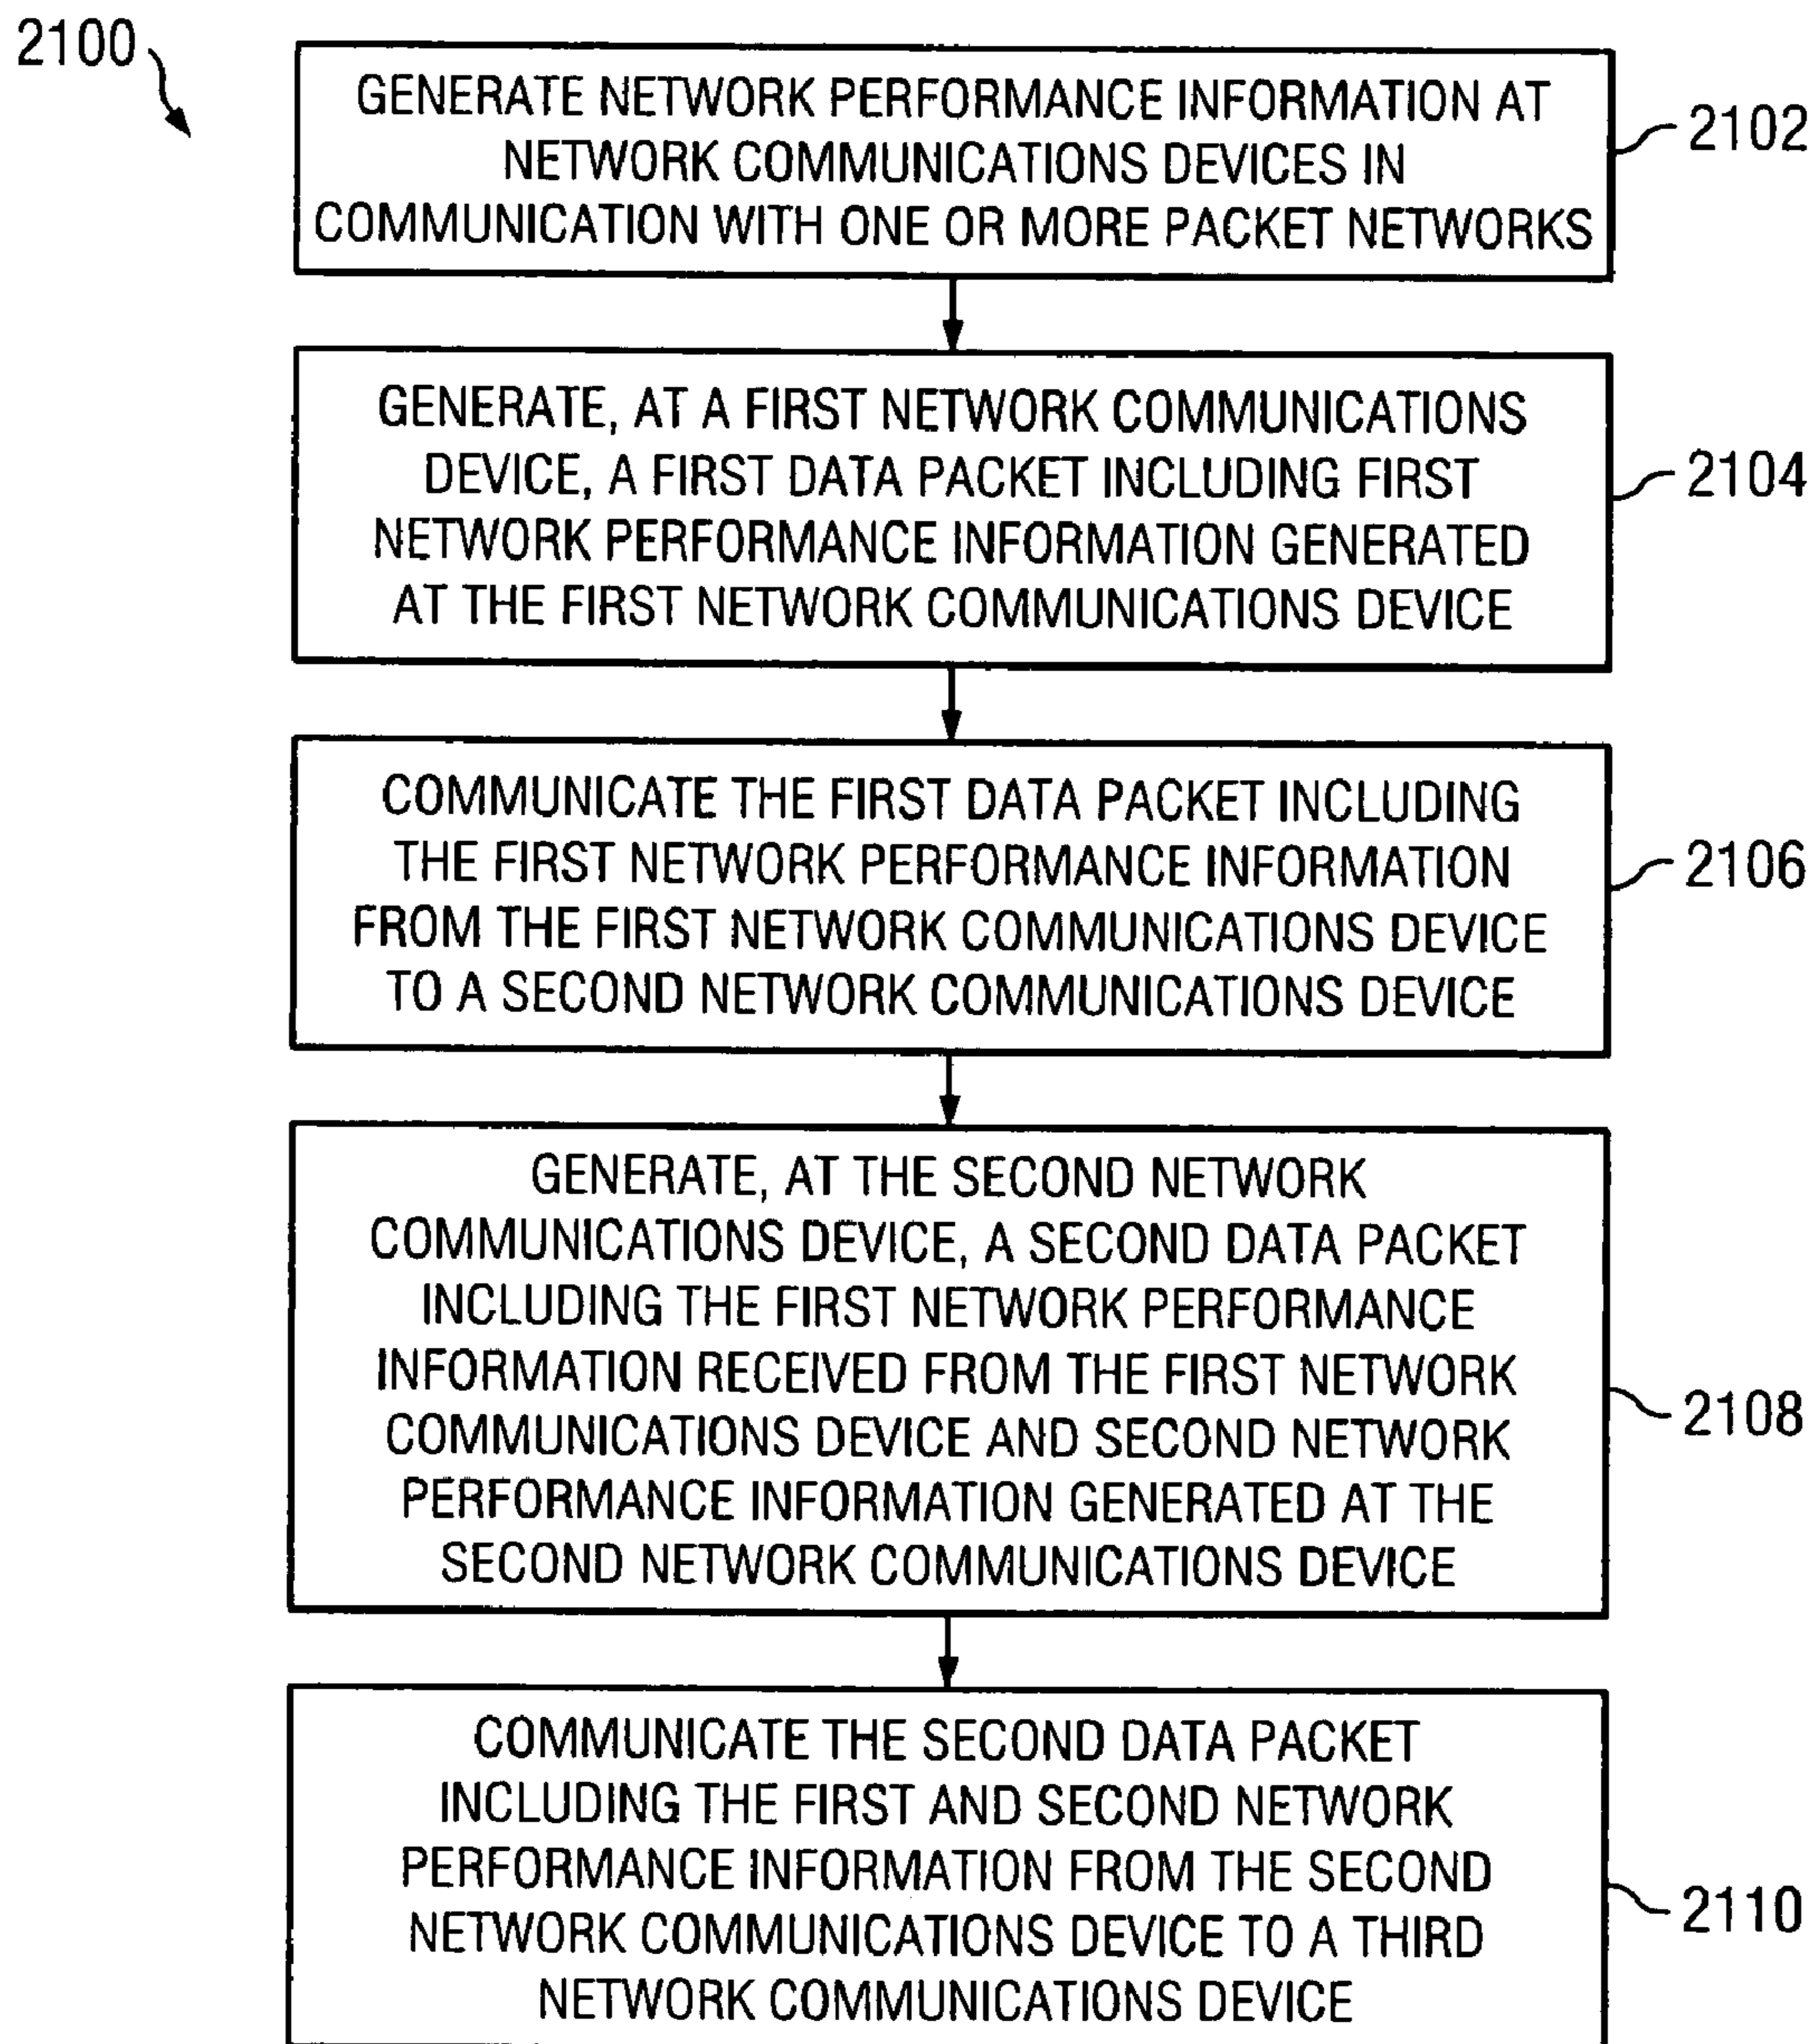 2100
GENERATE NETWORK PERFORMANCE INFORMATION AT
NETWORK COMMUNICATIONS DEVICES IN
COMMUNICATION WITH ONE OR MORE PACKET NETWORKS
2102
GENERATE, AT A FIRST NETWORK COMMUNICATIONS
DEVICE, A FIRST DATA PACKET INCLUDING FIRST
NETWORK PERFORMANCE INFORMATION GENERATED
AT THE FIRST NETWORK COMMUNICATIONS DEVICE
2104
COMMUNICATE THE FIRST DATA PACKET INCLUDING
THE FIRST NETWORK PERFORMANCE INFORMATION
FROM THE FIRST NETWORK COMMUNICATIONS DEVICE
TO A SECOND NETWORK COMMUNICATIONS DEVICE
2106
GENERATE, AT THE SECOND NETWORK
COMMUNICATIONS DEVICE, A SECOND DATA PACKET
INCLUDING THE FIRST NETWORK PERFORMANCE
INFORMATION RECEIVED FROM THE FIRST NETWORK
COMMUNICATIONS DEVICE AND SECOND NETWORK
PERFORMANCE INFORMATION GENERATED AT THE
SECOND NETWORK COMMUNICATIONS DEVICE
2108
COMMUNICATE THE SECOND DATA PACKET
INCLUDING THE FIRST AND SECOND NETWORK
PERFORMANCE INFORMATION FROM THE SECOND
NETWORK COMMUNICATIONS DEVICE TO A THIRD
NETWORK COMMUNICATIONS DEVICE
2110